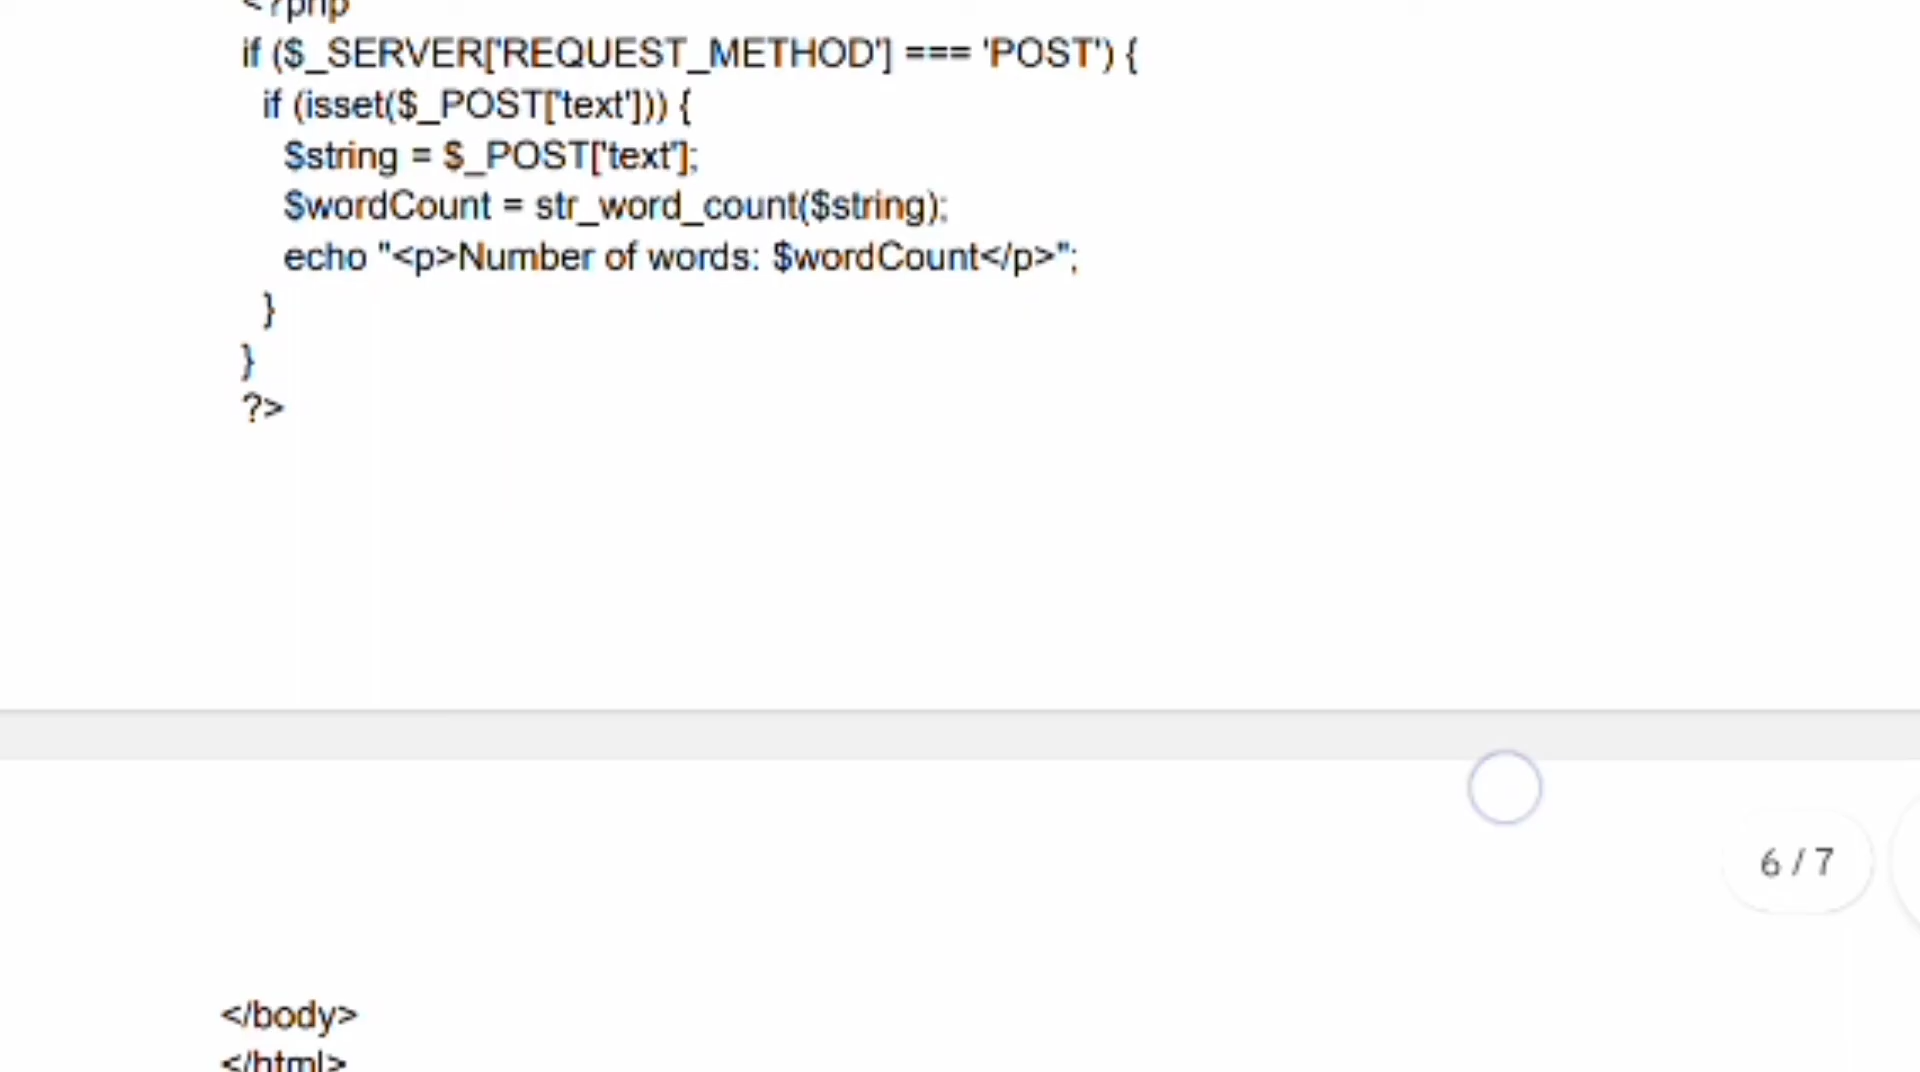 <?php
if ($_SERVER['REQUEST_METHOD'] === 'POST') {
if (isset($_POST['text'])) {
$string = $_POST['text'];
$wordCount = str_word_count($string);
echo "<p>Number of words: $wordCount</p>";
}
}
?>
6 / 7
</body>
</html>